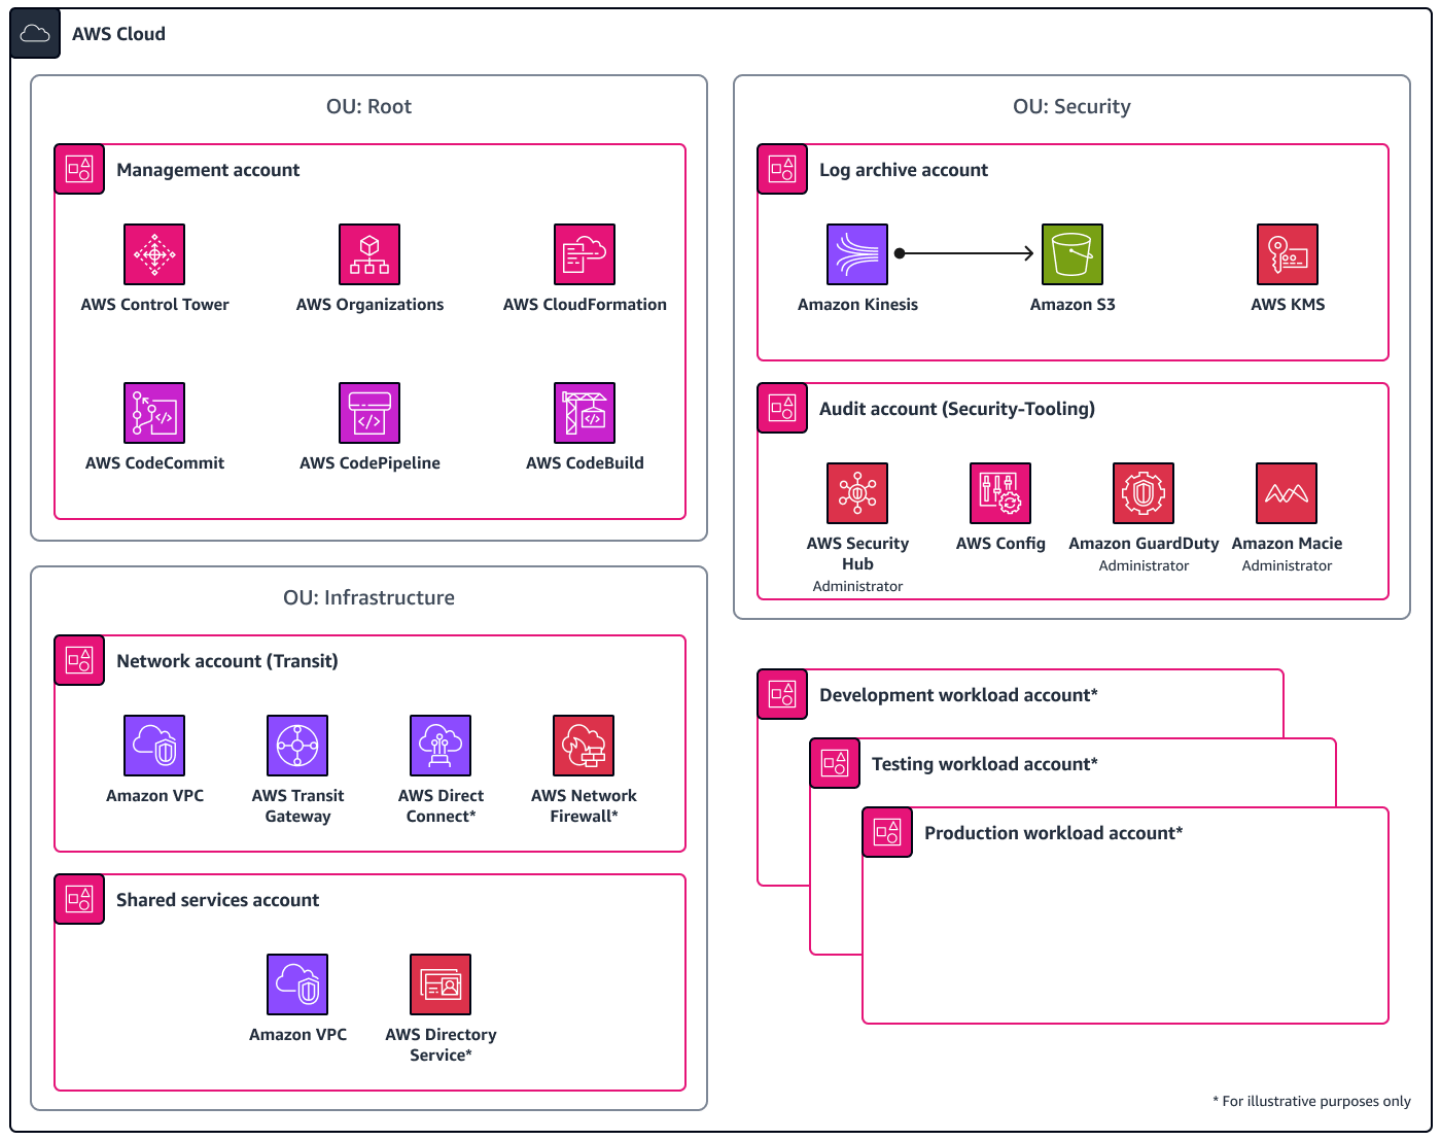 AWS Cloud
OU: Root
Management account
AWS Control Tower
AWS Organizations
AWS CloudFormation
AWS CodeCommit
AWS CodePipeline
AWS CodeBuild
OU: Security
Log archive account
Amazon Kinesis
Amazon S3
AWS KMS
Audit account (Security-Tooling)
AWS Security
Hub
Administrator
AWS Config
Amazon GuardDuty
Administrator
Amazon Macie
Administrator
OU: Infrastructure
Network account (Transit)
Amazon VPC
AWS Transit
Gateway
AWS Direct
Connect*
AWS Network
Firewall*
Shared services account
Amazon VPC
AWS Directory
Service*
Development workload account*
Testing workload account*
Production workload account*
* For illustrative purposes only